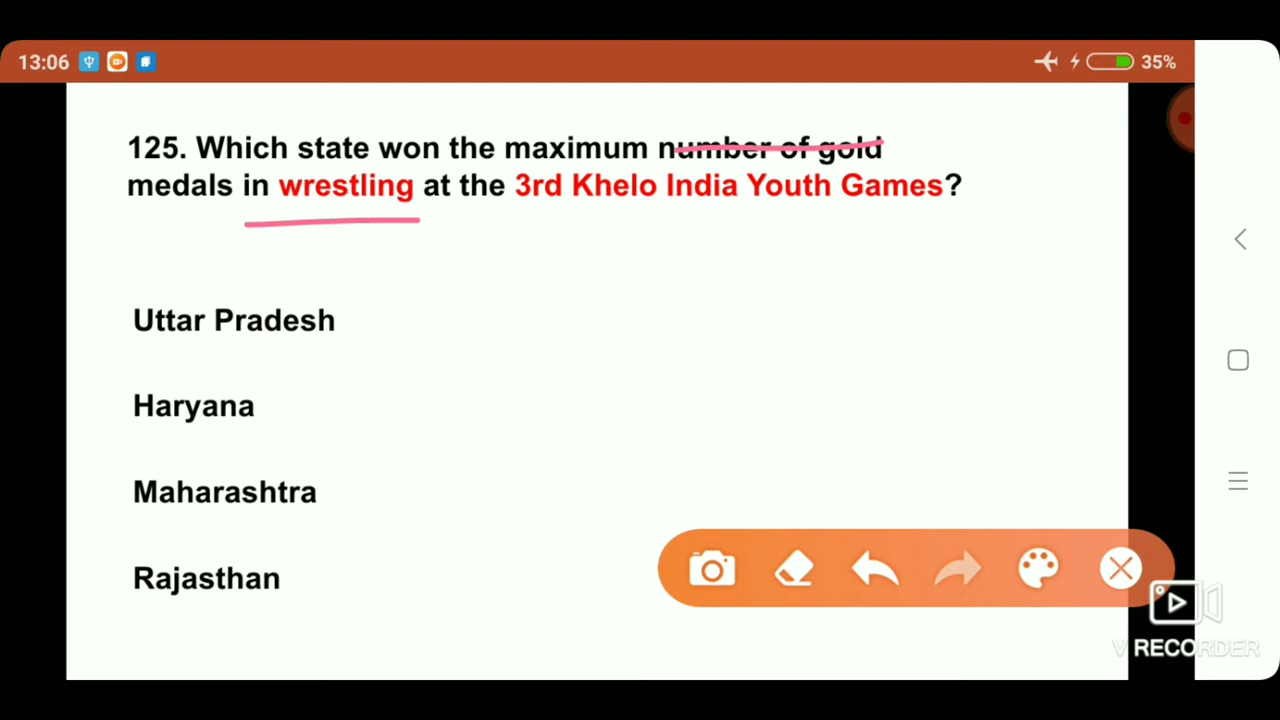 13:06
35%
125. Which state won the maximum number of gold
medals in wrestling at the 3rd Khelo India Youth Games?
Uttar Pradesh
Haryana
Maharashtra
Rajasthan
V RECORDER